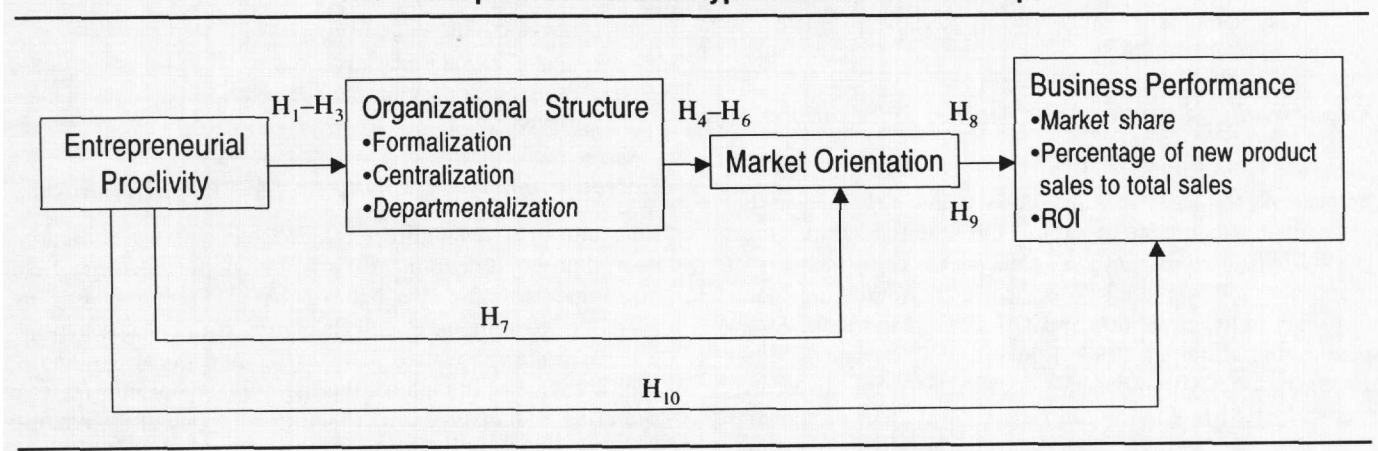 H1–H3
Entrepreneurial
Proclivity
Organizational Structure
•Formalization
•Centralization
•Departmentalization
H4–H6
Market Orientation
H8
H9
Business Performance
•Market share
•Percentage of new product
sales to total sales
•ROI
H7
H10